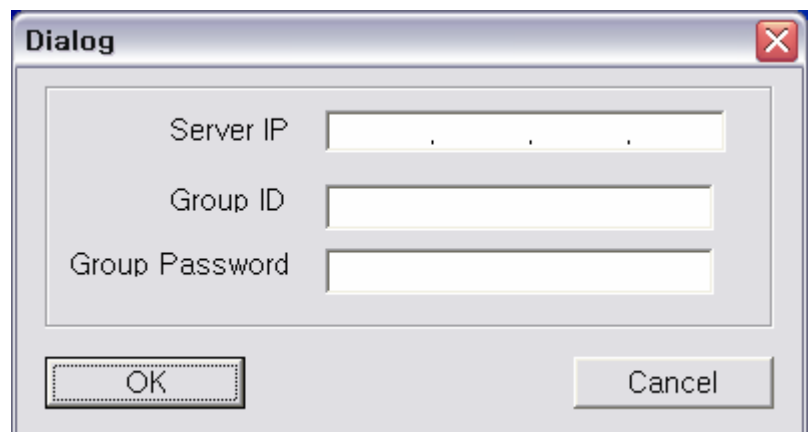 Dialog
Server IP . . .
Group ID
Group Password
OK Cancel